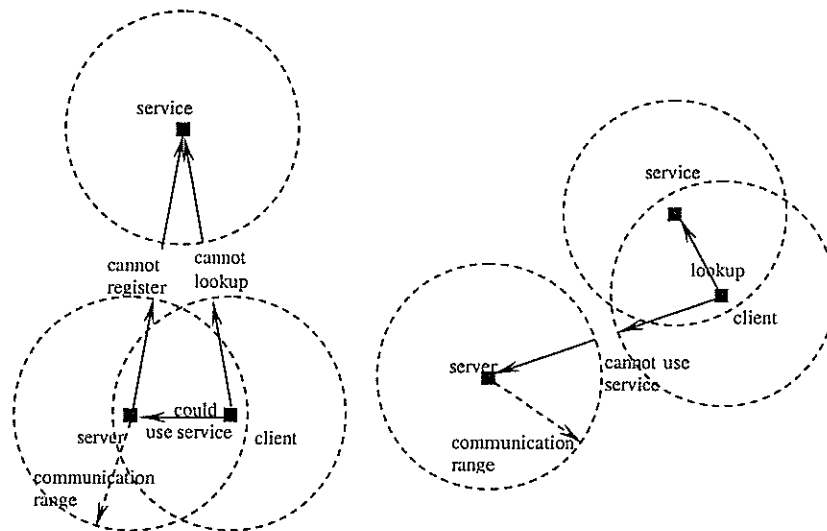 service
cannot
register
cannot
lookup
could
use service
server
client
communication
range
service
lookup
client
server
cannot use
service
communication
range